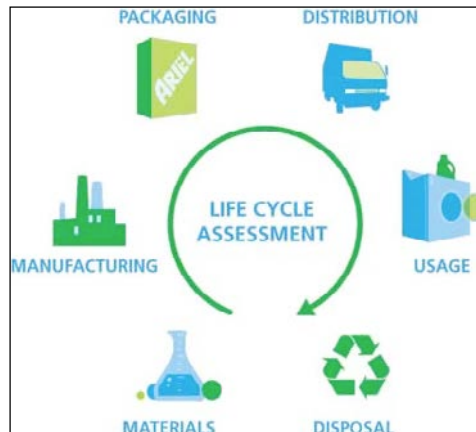 PACKAGING
DISTRIBUTION
ARIEL
LIFE CYCLE
ASSESSMENT
MANUFACTURING
USAGE
MATERIALS
DISPOSAL